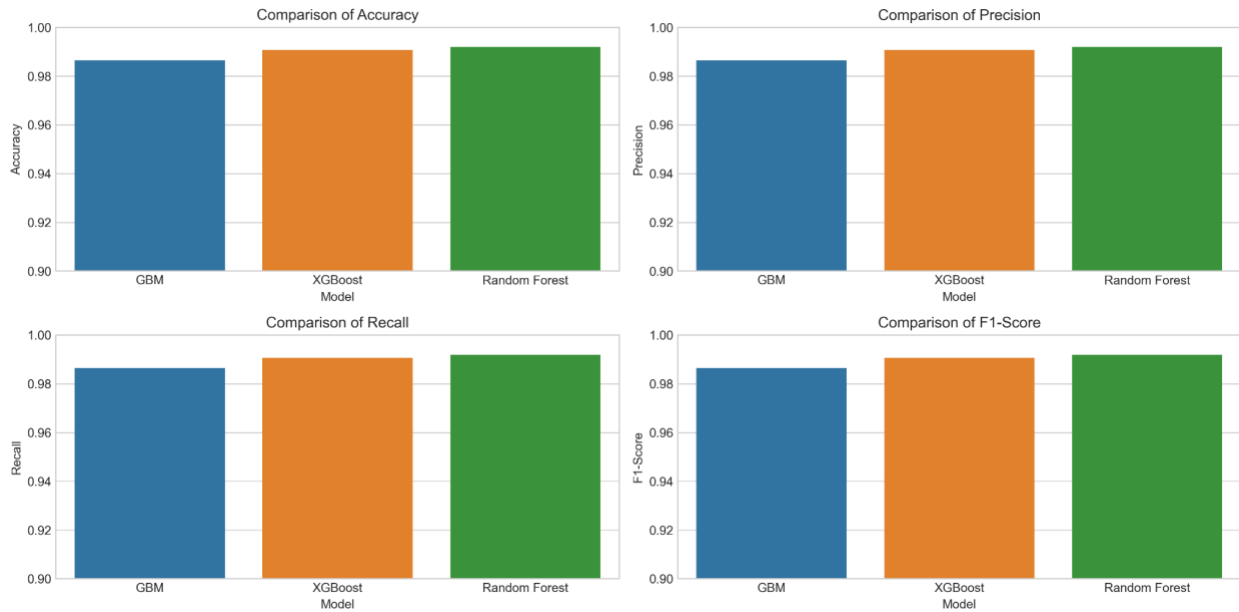 Comparison of Accuracy
1.00
0.98
0.96
0.94
0.92
0.90
Accuracy
GBM XGBoost Random Forest
Model
Comparison of Precision
1.00
0.98
0.96
0.94
0.92
0.90
Precision
GBM XGBoost Random Forest
Model
Comparison of Recall
1.00
0.98
0.96
0.94
0.92
0.90
Recall
GBM XGBoost Random Forest
Model
Comparison of F1-Score
1.00
0.98
0.96
0.94
0.92
0.90
F1-Score
GBM XGBoost Random Forest
Model